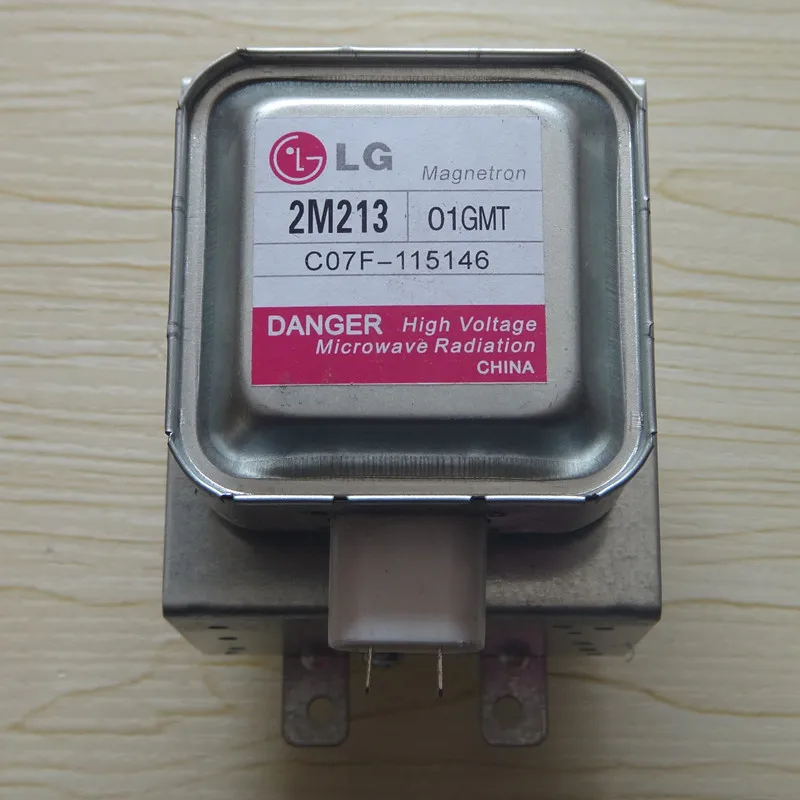 LG Magnetron
2M213 01GMT
C07F-115146
DANGER High Voltage
Microwave Radiation
CHINA